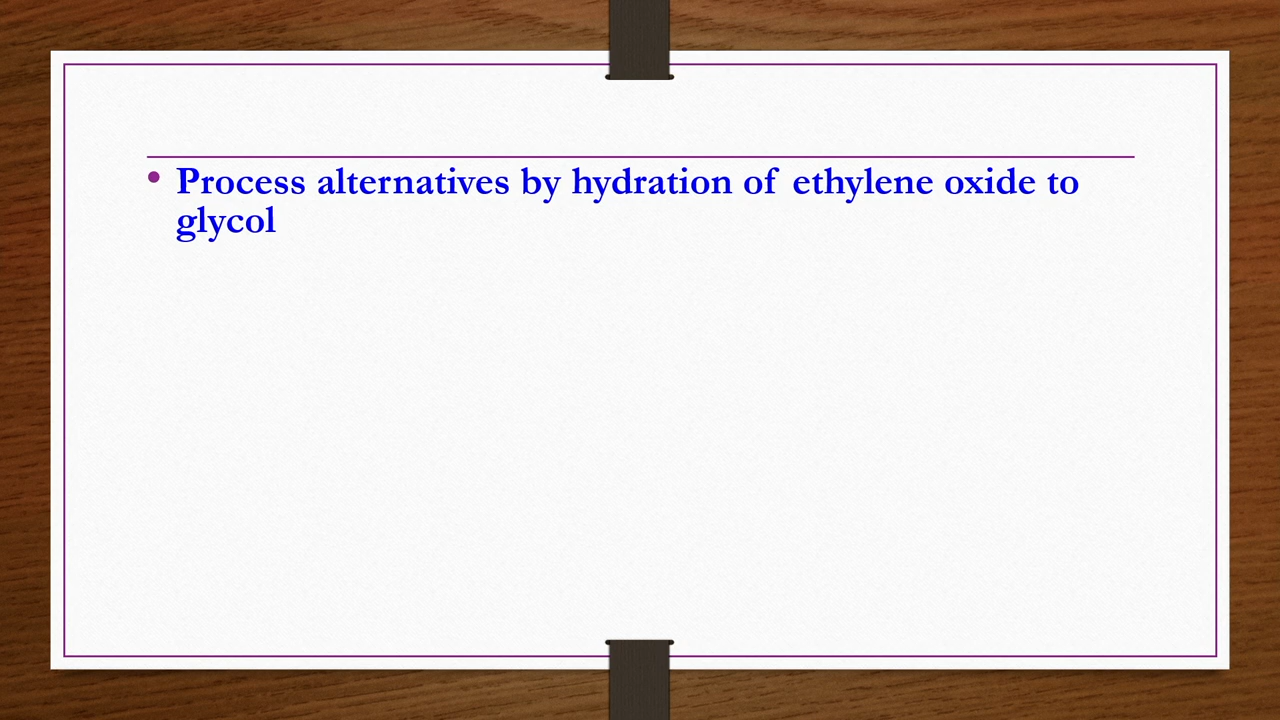 • Process alternatives by hydration of ethylene oxide to
glycol